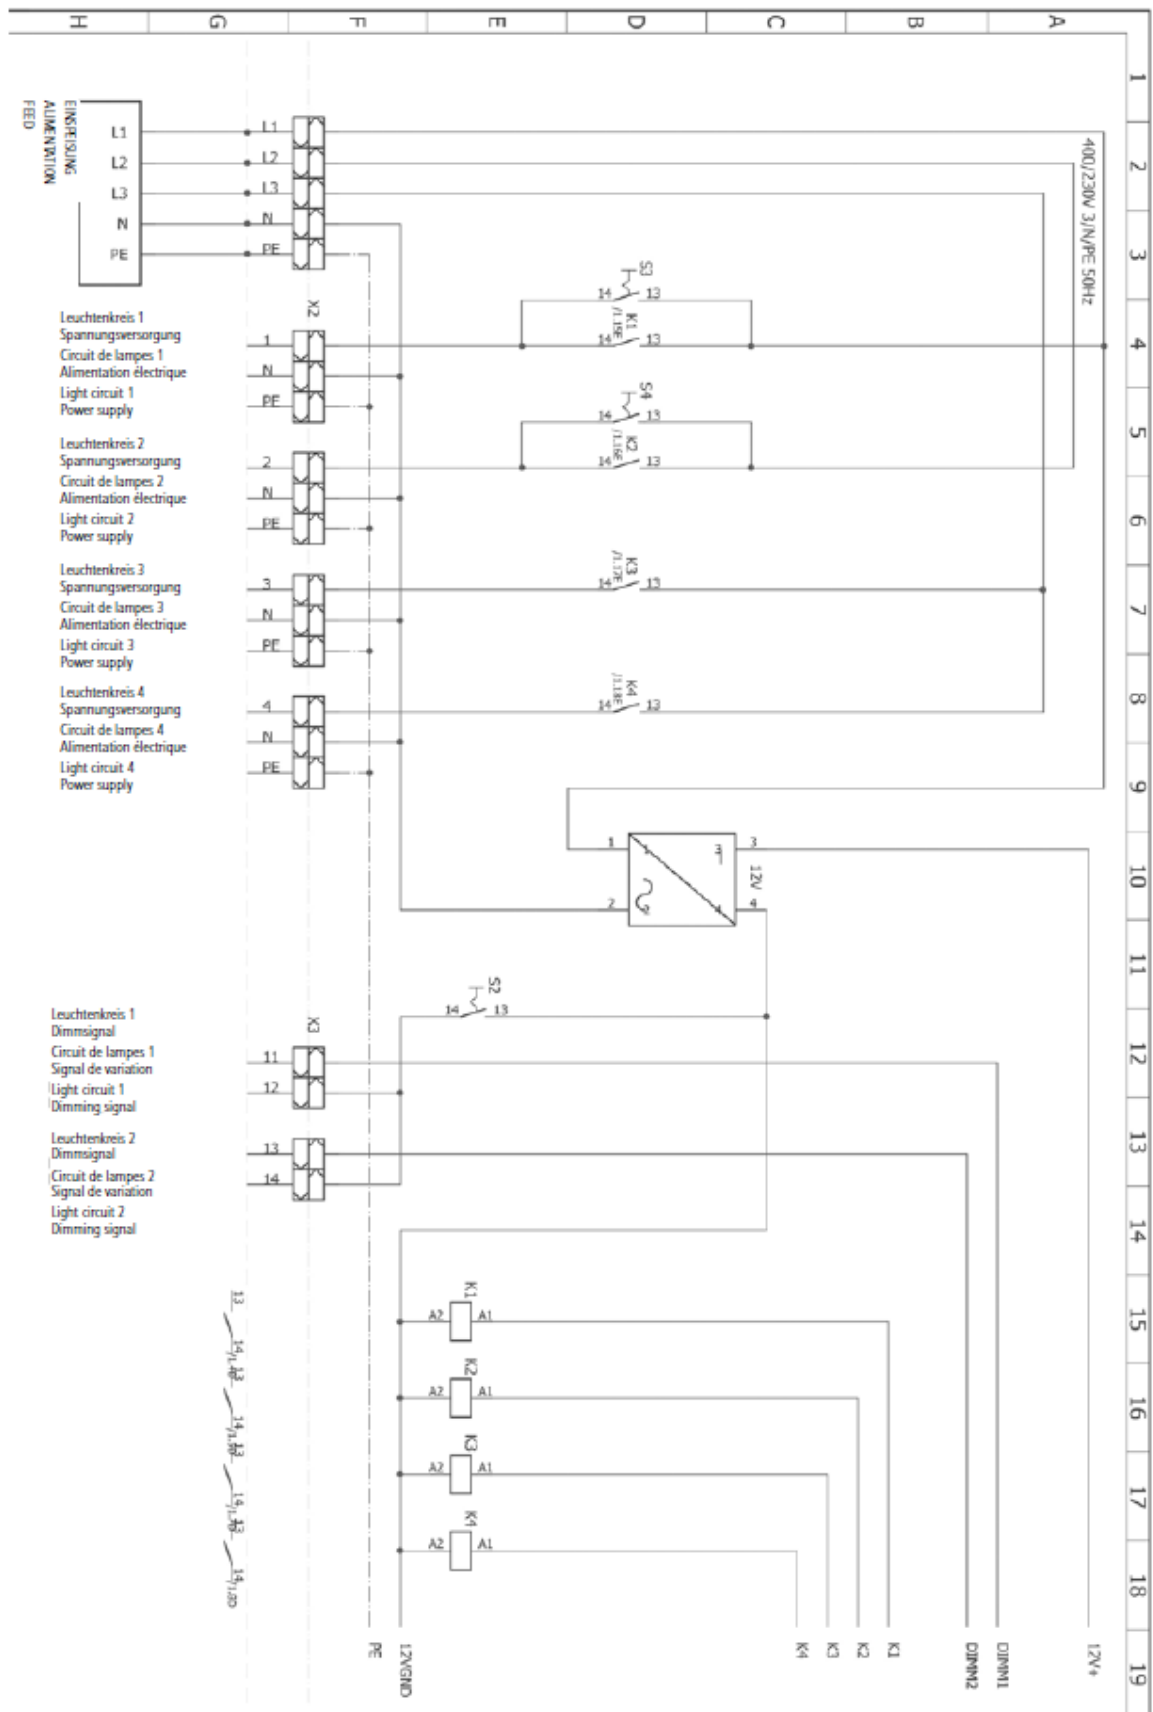 H G F E D C B A
1
2
3
4
5
6
7
8
9
10
11
12
13
14
15
16
17
18
19
EINSPEISUNG
ALIMENTATION
FEED
L1
L2
L3
N
PE
L1
L2
L3
N
PE
400/230V 3/N/PE 50Hz
X2
Leuchtenkreis 1
Spannungsversorgung
Circuit de lampes 1
Alimentation électrique
Light circuit 1
Power supply
1
N
PE
S3
14 13
K1
/1.15E
14 13
Leuchtenkreis 2
Spannungsversorgung
Circuit de lampes 2
Alimentation électrique
Light circuit 2
Power supply
2
N
PE
S4
14 13
K2
/1.16E
14 13
Leuchtenkreis 3
Spannungsversorgung
Circuit de lampes 3
Alimentation électrique
Light circuit 3
Power supply
3
N
PE
K3
/1.17E
14 13
Leuchtenkreis 4
Spannungsversorgung
Circuit de lampes 4
Alimentation électrique
Light circuit 4
Power supply
4
N
PE
K4
/1.18E
14 13
1
2
3
4
12V
S2
14 13
X3
Leuchtenkreis 1
Dimmsignal
Circuit de lampes 1
Signal de variation
Light circuit 1
Dimming signal
11
12
Leuchtenkreis 2
Dimmsignal
Circuit de lampes 2
Signal de variation
Light circuit 2
Dimming signal
13
14
K1
A2 A1
K2
A2 A1
K3
A2 A1
K4
A2 A1
13
14
13
14
13
14
13
14
/1.8D
PE
12VGND
K4
K3
K2
K1
DIMM2
DIMM1
12V+